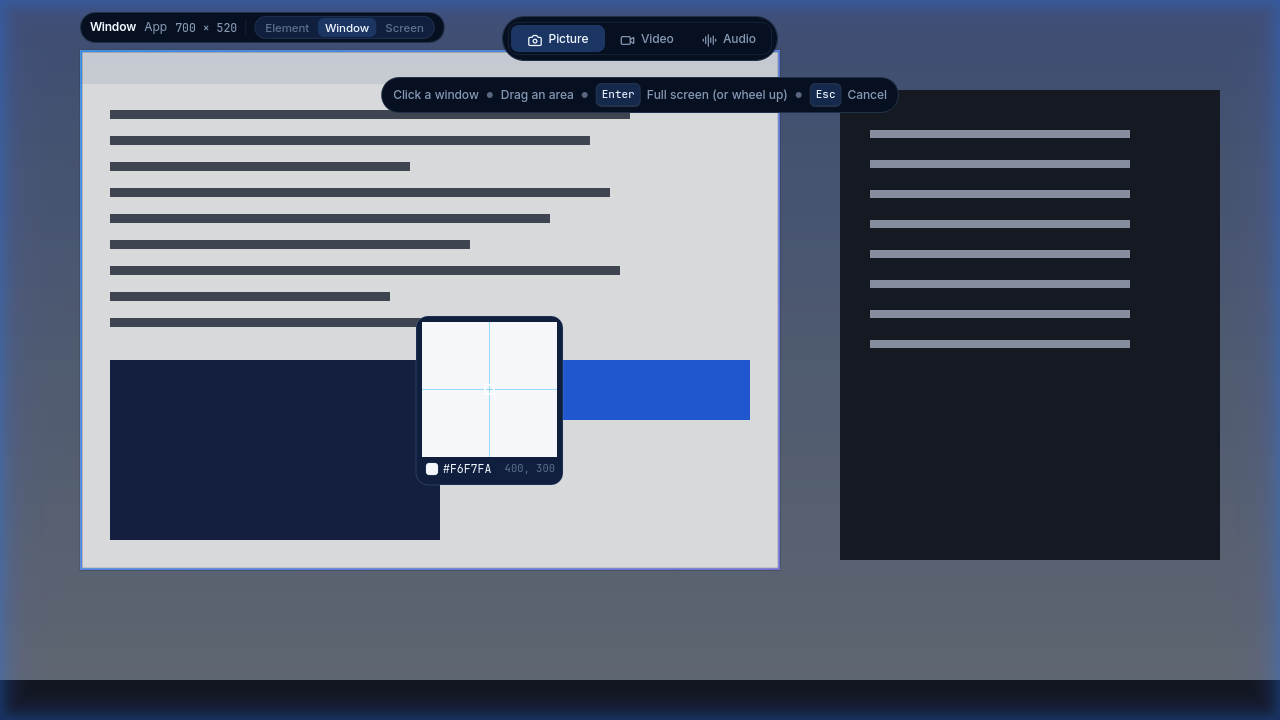 Window App 700 × 520 Element Window Screen
Picture Video Audio
Click a window • Drag an area • Enter Full screen (or wheel up) • Esc Cancel
#F6F7FA 400, 300